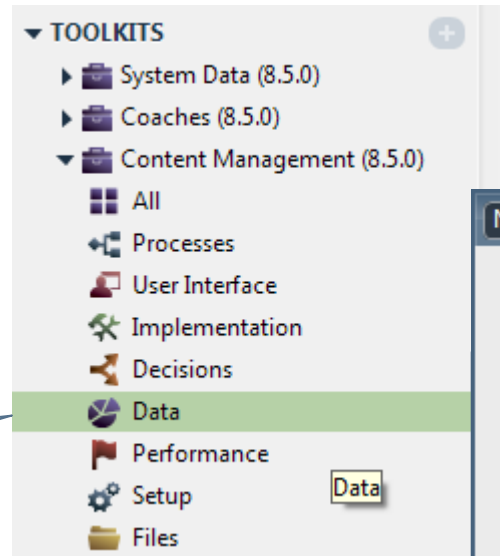 TOOLKITS
System Data (8.5.0)
Coaches (8.5.0)
Content Management (8.5.0)
All
Processes
User Interface
Implementation
Decisions
Data
Performance
Setup
Data
Files